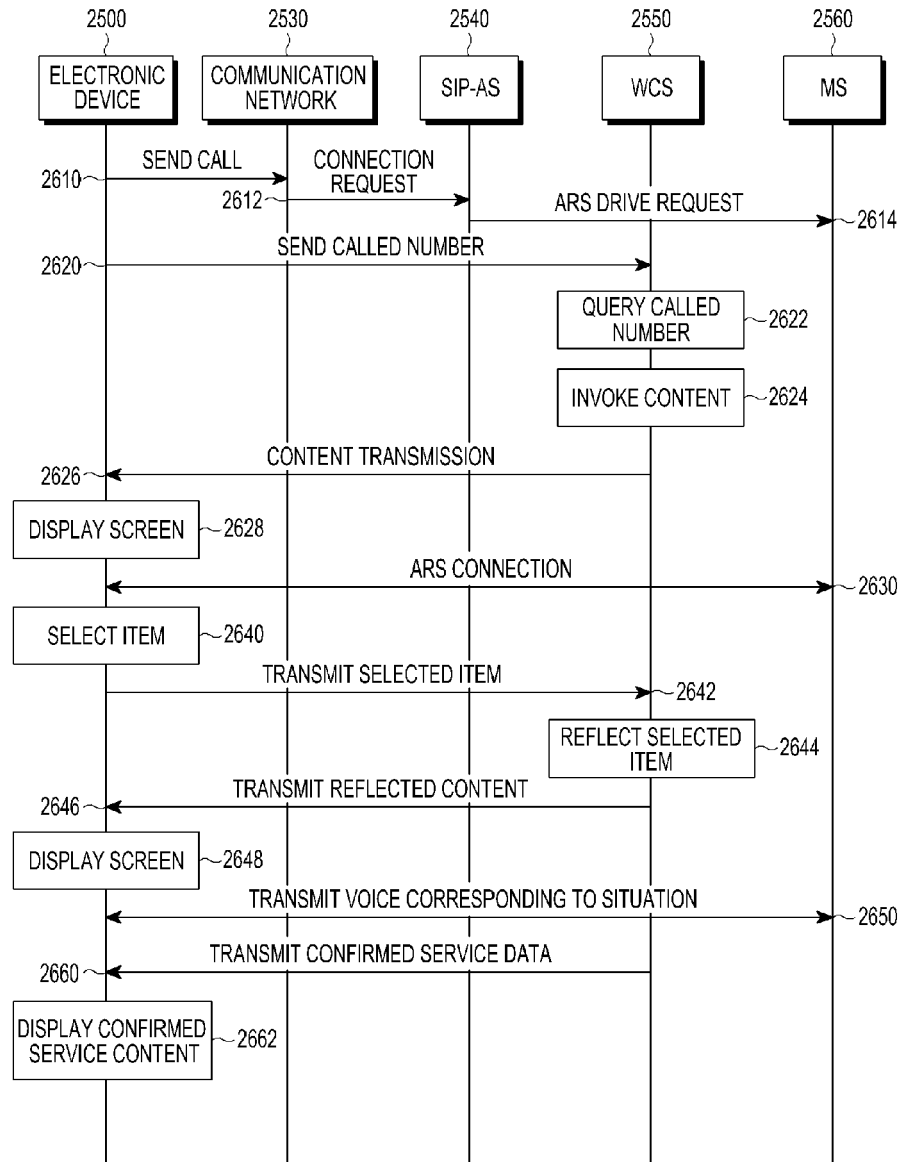 2500 2530 2540 2550 2560
ELECTRONIC DEVICE
COMMUNICATION NETWORK
SIP-AS
WCS
MS
SEND CALL
2610
CONNECTION REQUEST
2612
ARS DRIVE REQUEST
2614
SEND CALLED NUMBER
2620
QUERY CALLED NUMBER
2622
INVOKE CONTENT
2624
CONTENT TRANSMISSION
2626
DISPLAY SCREEN
2628
ARS CONNECTION
2630
SELECT ITEM
2640
TRANSMIT SELECTED ITEM
2642
REFLECT SELECTED ITEM
2644
TRANSMIT REFLECTED CONTENT
2646
DISPLAY SCREEN
2648
TRANSMIT VOICE CORRESPONDING TO SITUATION
2650
TRANSMIT CONFIRMED SERVICE DATA
2660
DISPLAY CONFIRMED SERVICE CONTENT
2662